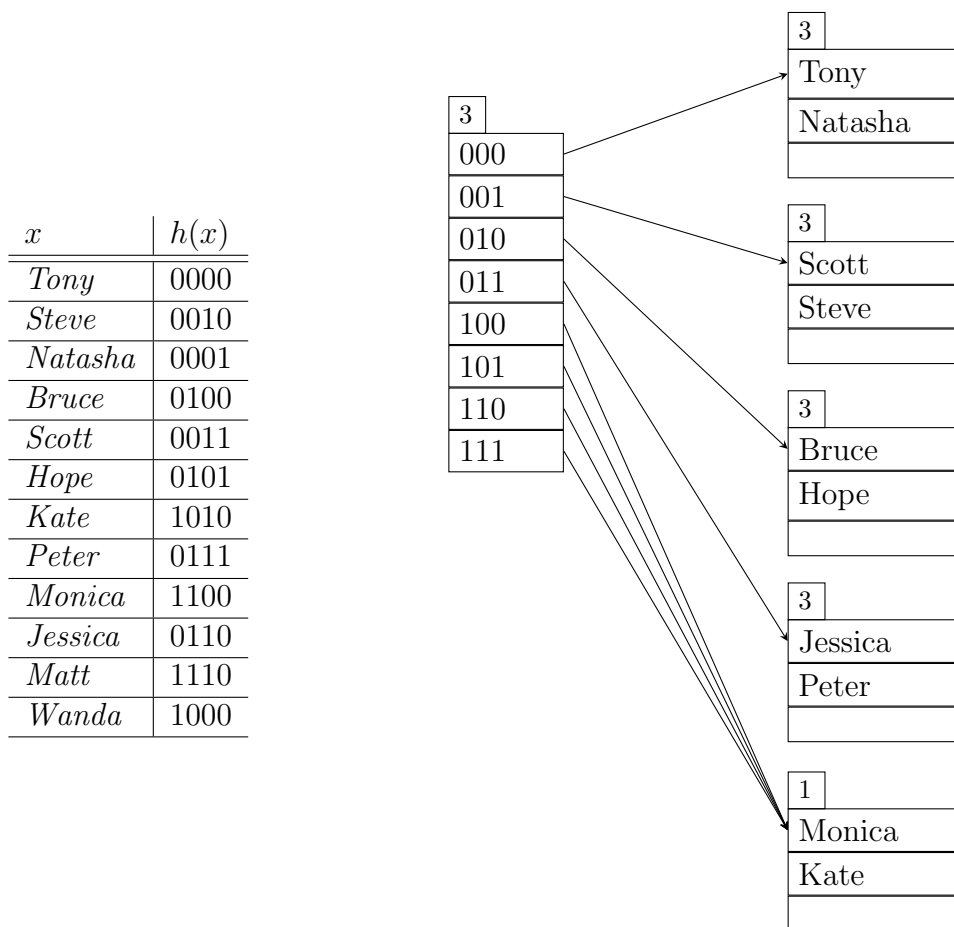 x h(x)
Tony 0000
Steve 0010
Natasha 0001
Bruce 0100
Scott 0011
Hope 0101
Kate 1010
Peter 0111
Monica 1100
Jessica 0110
Matt 1110
Wanda 1000
3
000
001
010
011
100
101
110
111
3
Tony
Natasha
3
Scott
Steve
3
Bruce
Hope
3
Jessica
Peter
1
Monica
Kate